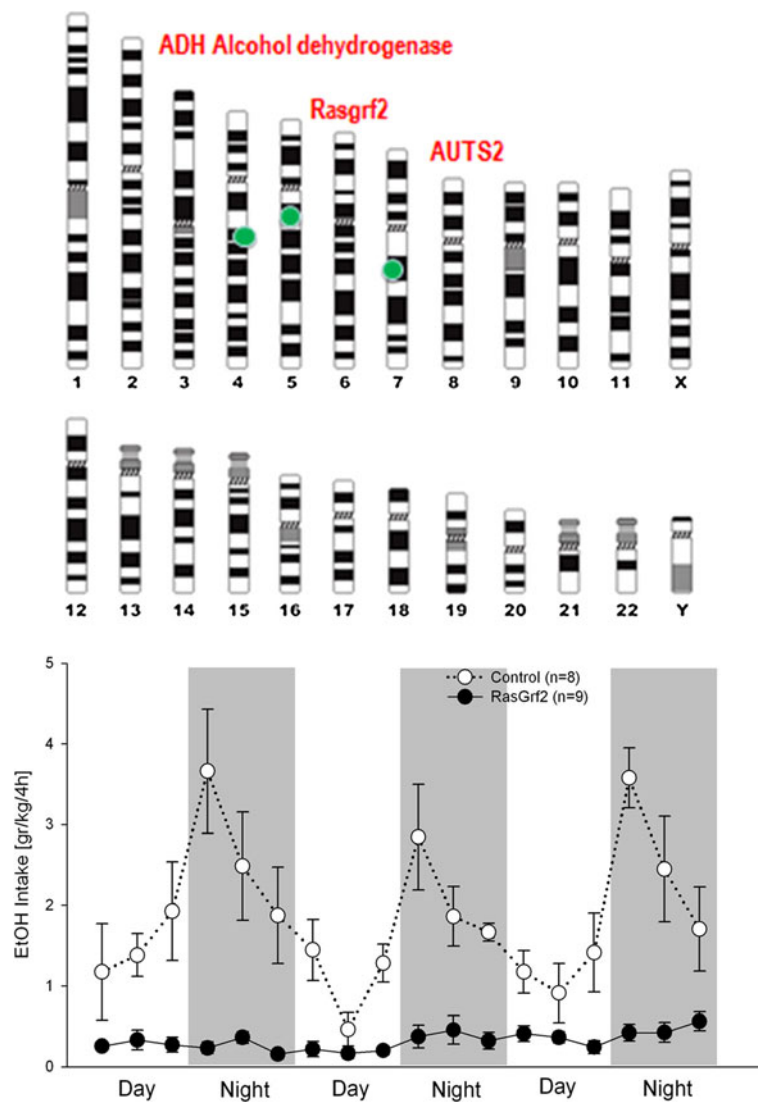 ADH Alcohol dehydrogenase
Rasgrf2
AUTS2
1 2 3 4 5 6 7 8 9 10 11 X
12 13 14 15 16 17 18 19 20 21 22 Y
5
4
3
2
1
0
EtOH Intake [gr/kg/4h]
Control (n=8)
RasGrf2 (n=9)
Day Night Day Night Day Night